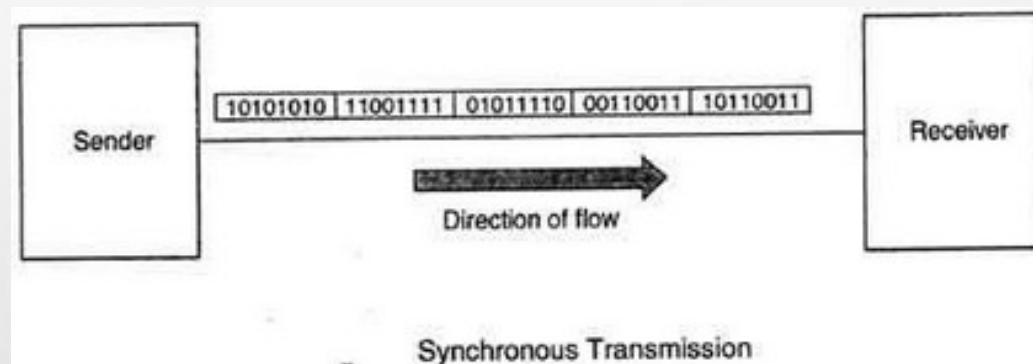 10101010 11001111 01011110 00110011 10110011
Sender
Receiver
Direction of flow
Synchronous Transmission